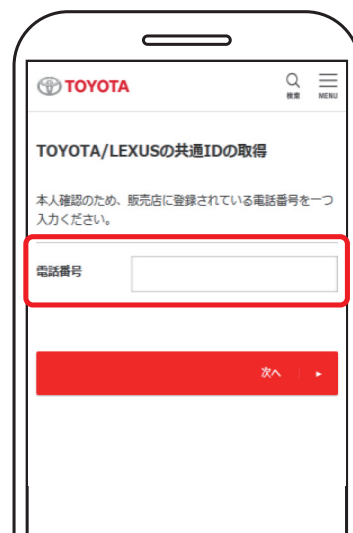 TOYOTA
検索 MENU
TOYOTA/LEXUSの共通IDの取得
本人確認のため、販売店に登録されている電話番号を一つ
入力ください。
電話番号
次へ